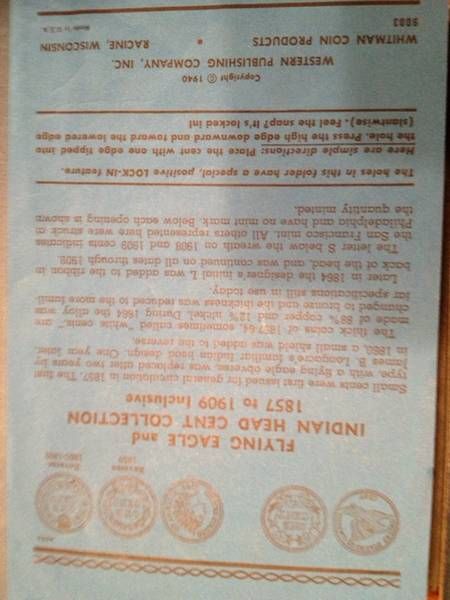 Reverse
1859
Reverse
1860-1909
FLYING EAGLE and
INDIAN HEAD CENT COLLECTION
1857 to 1909 Inclusive
Small cents were first issued for general circulation in 1857. The first
type, with a flying eagle obverse, was replaced after two years by
James B. Longacre's familiar Indian head design. One year later,
in 1860, a small shield was added to the reverse.
The thick coins of 1857-64, sometimes called "white cents," are
made of 88% copper and 12% nickel. During 1864 the alloy was
changed to bronze and the thickness was reduced to the more famil-
iar specifications still in use today.
Later in 1864 the designer's initial L was added to the ribbon in
back of the head, and was continued on all dates through 1909.
The letter S below the wreath on 1908 and 1909 cents indicates
the San Francisco mint. All others represented here were struck at
Philadelphia and have no mint mark. Below each opening is shown
the quantity minted.
The holes in this folder have a special, positive LOCK-IN feature.
Here are simple directions: Place the cent with one edge tipped into
the hole. Press the high edge downward and toward the lowered edge
(slantwise). Feel the snap? It's locked in!
Copyright © 1940
WESTERN PUBLISHING COMPANY, INC.
WHITMAN COIN PRODUCTS • RACINE, WISCONSIN
9003 Made in U.S.A.